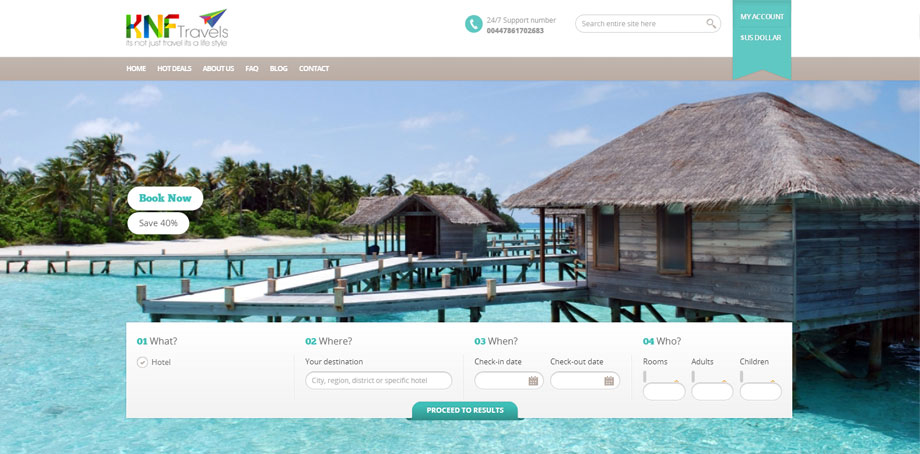 KNF Travels
its not just travel its a life style
24/7 Support number
00447861702683
Search entire site here
MY ACCOUNT
$US DOLLAR
HOME HOT DEALS ABOUT US FAQ BLOG CONTACT
Book Now
Save 40%
01 What?
Hotel
02 Where?
Your destination
City, region, district or specific hotel
03 When?
Check-in date Check-out date
04 Who?
Rooms Adults Children
PROCEED TO RESULTS